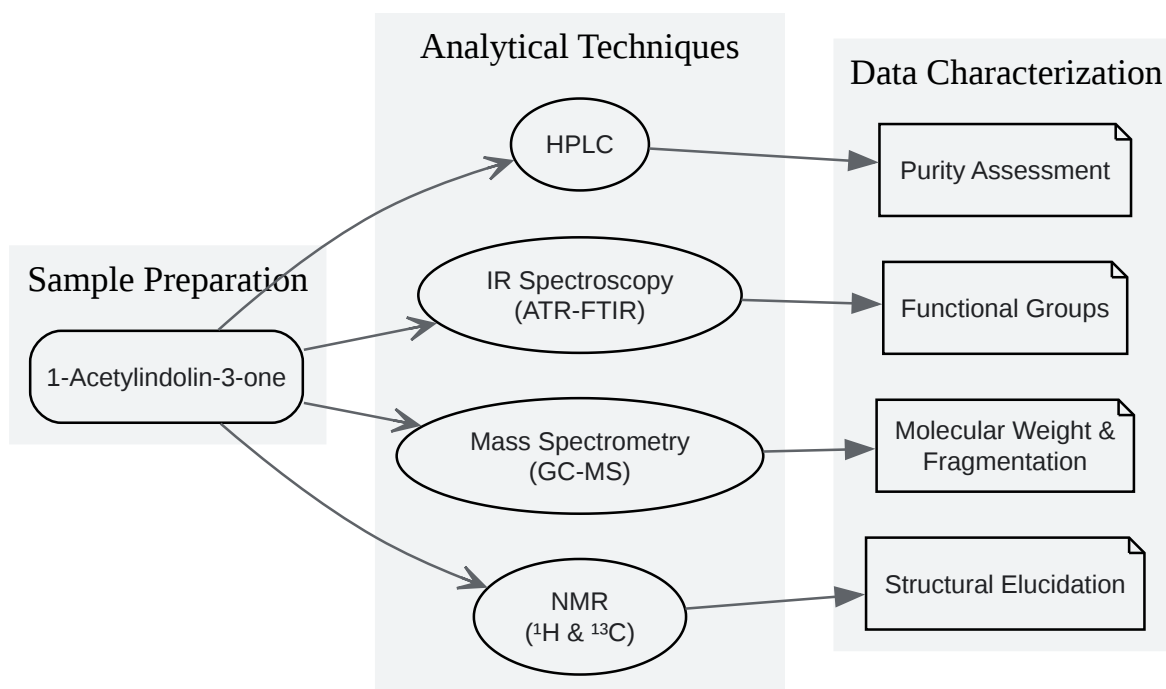 Analytical Techniques
Data Characterization
Sample Preparation
1-Acetylindolin-3-one
HPLC
IR Spectroscopy
(ATR-FTIR)
Mass Spectrometry
(GC-MS)
NMR
(¹H & ¹³C)
Purity Assessment
Functional Groups
Molecular Weight &
Fragmentation
Structural Elucidation